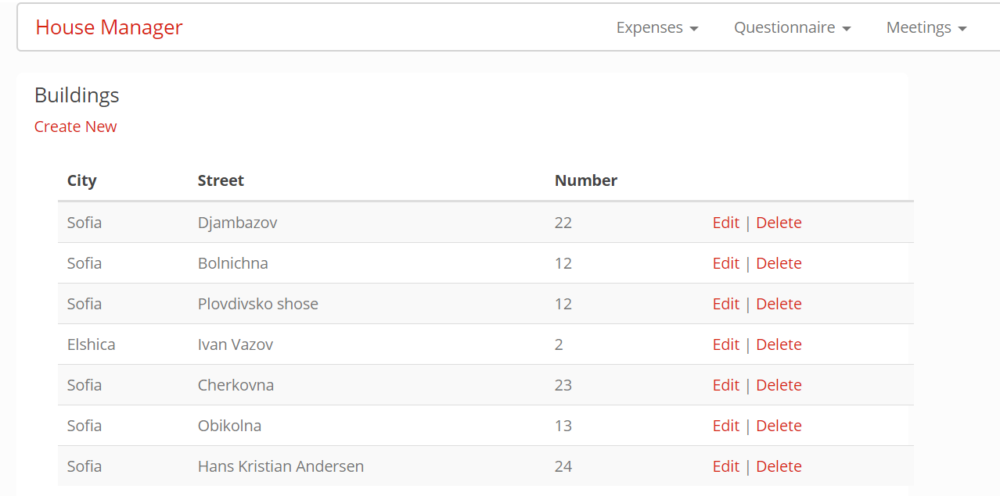 House Manager Expenses Questionnaire Meetings
Buildings
Create New
City Street Number
Sofia Djambazov 22 Edit | Delete
Sofia Bolnichna 12 Edit | Delete
Sofia Plovdivsko shose 12 Edit | Delete
Elshica Ivan Vazov 2 Edit | Delete
Sofia Cherkovna 23 Edit | Delete
Sofia Obikolna 13 Edit | Delete
Sofia Hans Kristian Andersen 24 Edit | Delete